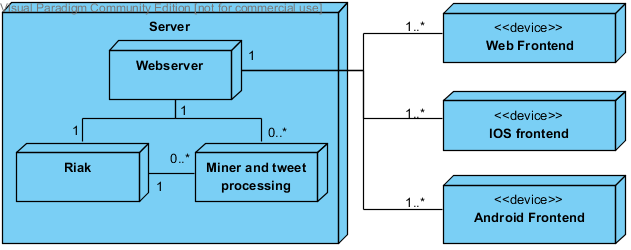 Visual Paradigm Community Edition [not for commercial use]
Server
Webserver
1
1
1
0..*
Riak
0..*
1
Miner and tweet
processing
1..*
<<device>>
Web Frontend
1..*
<<device>>
IOS frontend
1..*
<<device>>
Android Frontend